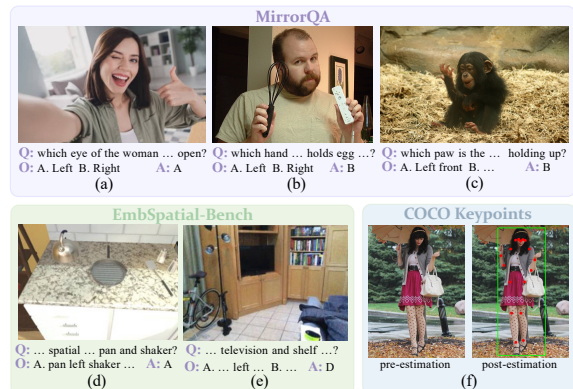 MirrorQA
Q: which eye of the woman ... open?
O: A. Left B. Right A: A
(a)
Q: which hand ... holds egg ...?
O: A. Left B. Right A: B
(b)
Q: which paw is the ... holding up?
O: A. Left front B. ... A: B
(c)
EmbSpatial-Bench
Q: ... spatial ... pan and shaker?
O: A. pan left shaker ... A: A
(d)
Q: ... television and shelf ...?
O: A. ... left ... B. ... A: D
(e)
COCO Keypoints
pre-estimation
post-estimation
(f)